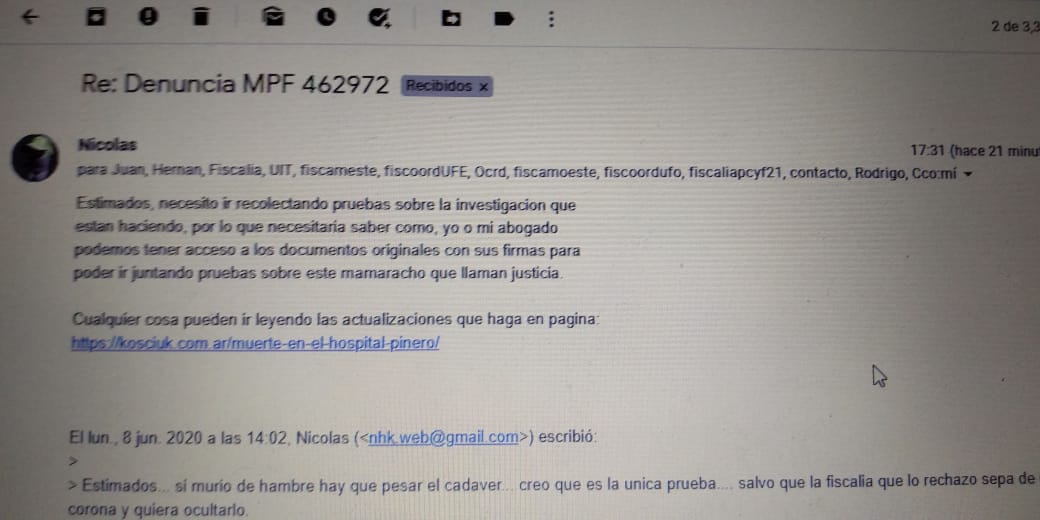 2 de 3,3
Re: Denuncia MPF 462972 Recibidos x
Nicolas
17:31 (hace 21 minu
para Juan, Hernan, Fiscalia, UIT, fiscameste, fiscoordUFE, Ocrd, fiscamoeste, fiscoordufo, fiscaliapcyf21, contacto, Rodrigo, Cco:mí
Estimados, necesito ir recolectando pruebas sobre la investigacion que
estan haciendo, por lo que necesitaria saber como, yo o mi abogado
podemos tener acceso a los documentos originales con sus firmas para
poder ir juntando pruebas sobre este mamaracho que llaman justicia.
Cualquier cosa pueden ir leyendo las actualizaciones que haga en pagina:
https://kosciuk.com.ar/muerte-en-el-hospital-pinero/
El lun., 8 jun. 2020 a las 14:02, Nicolas (<nhk.web@gmail.com>) escribió:
>
> Estimados... si murio de hambre hay que pesar el cadaver... creo que es la unica prueba.... salvo que la fiscalia que lo rechazo sepa de
corona y quiera ocultarlo.